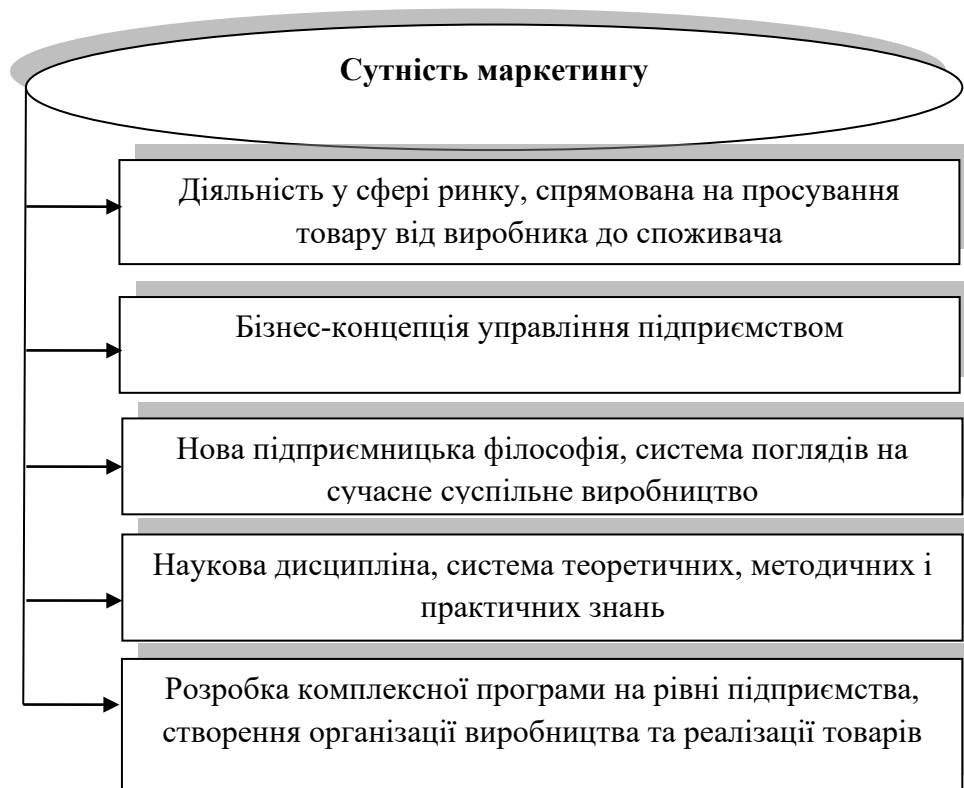 Сутність маркетингу
Діяльність у сфері ринку, спрямована на просування
товару від виробника до споживача
Бізнес-концепція управління підприємством
Нова підприємницька філософія, система поглядів на
сучасне суспільне виробництво
Наукова дисципліна, система теоретичних, методичних і
практичних знань
Розробка комплексної програми на рівні підприємства,
створення організації виробництва та реалізації товарів